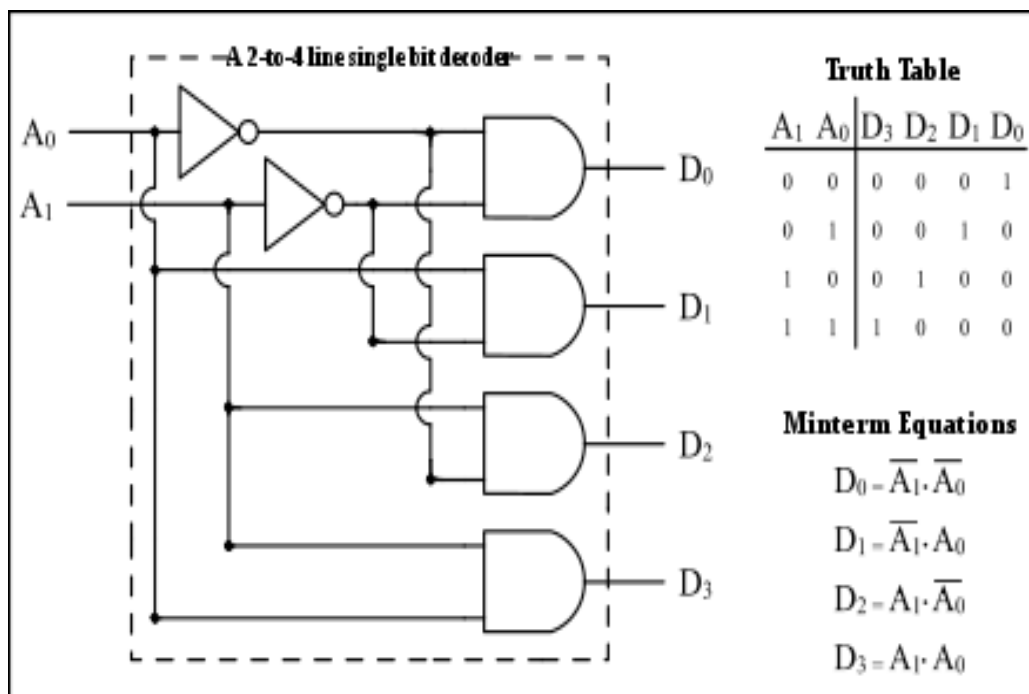 A 2-to-4 line single bit decoder
A₀
A₁
D₀
D₁
D₂
D₃
Truth Table
A₁ A₀ D₃ D₂ D₁ D₀
0 0 0 0 0 1
0 1 0 0 1 0
1 0 0 1 0 0
1 1 1 0 0 0
Minterm Equations
D₀ = A̅₁ · A̅₀
D₁ = A̅₁ · A₀
D₂ = A₁ · A̅₀
D₃ = A₁ · A₀